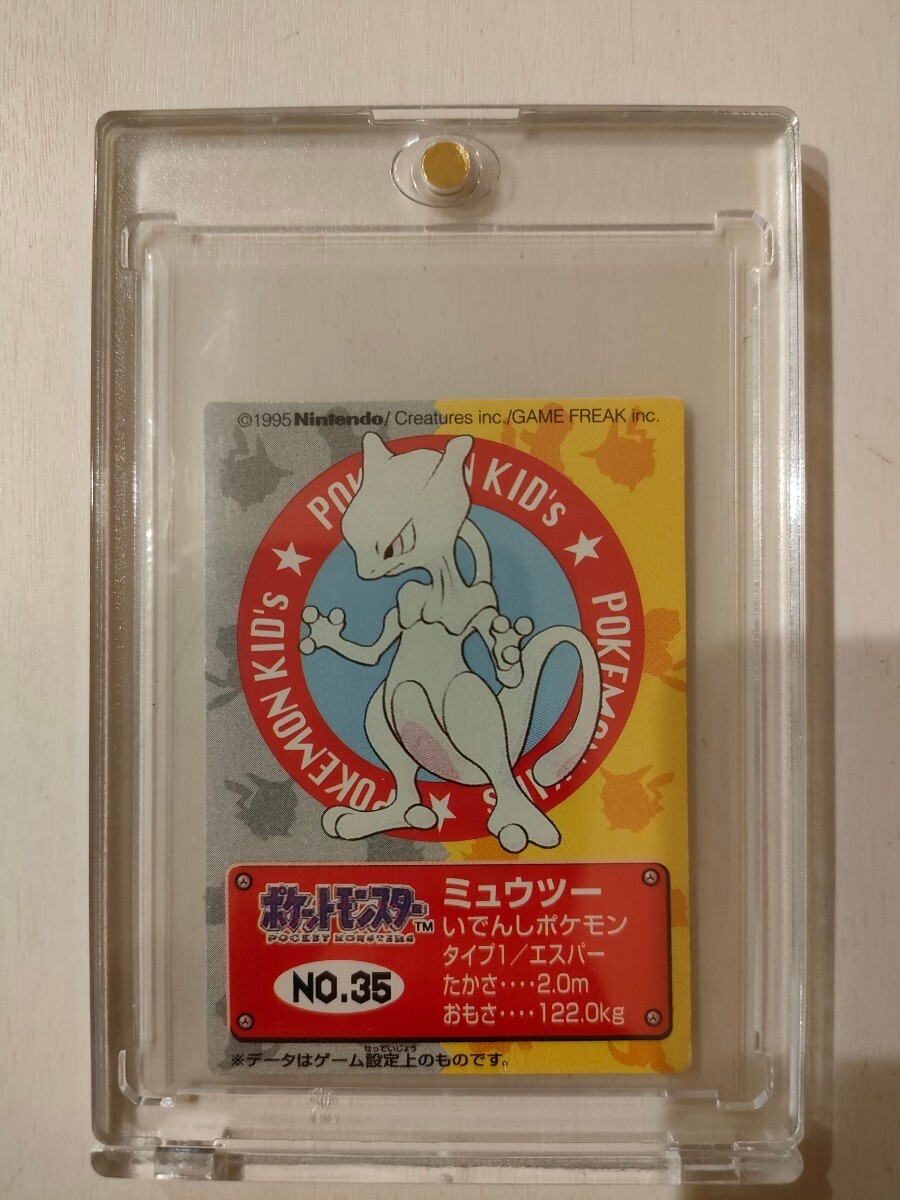 ©1995 Nintendo/ Creatures inc./GAME FREAK inc.
POKEMON KID's ★ POKEMON KID's ★ POKEMON KID's ★
ポケットモンスター™
POCKET MONSTERS
NO.35
ミュウツー
いでんしポケモン
タイプ1/エスパー
たかさ‥‥2.0m
おもさ‥‥122.0kg
せっていじょう
※データはゲーム設定上のものです。